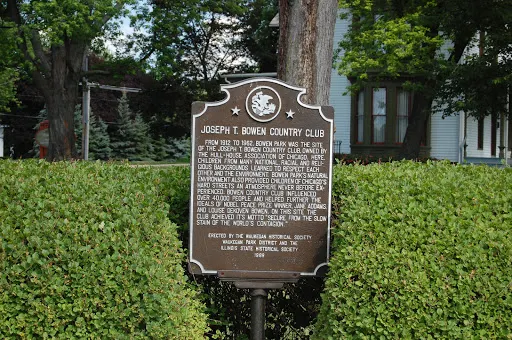 JOSEPH T. BOWEN COUNTRY CLUB
FROM 1912 TO 1962, BOWEN PARK WAS THE SITE
OF THE JOSEPH T. BOWEN COUNTRY CLUB, OWNED BY
THE HULL-HOUSE ASSOCIATION OF CHICAGO. HERE,
CHILDREN FROM MANY NATIONAL, RACIAL AND RELI-
GIOUS BACKGROUNDS LEARNED TO RESPECT EACH
OTHER AND THE ENVIRONMENT. BOWEN PARK'S NATURAL
ENVIRONMENT ALSO PROVIDED CHILDREN OF CHICAGO'S
HARD STREETS AN ATMOSPHERE NEVER BEFORE EX-
PERIENCED. BOWEN COUNTRY CLUB INFLUENCED
OVER 40,000 PEOPLE AND HELPED FURTHER THE
IDEALS OF NOBEL PEACE PRIZE WINNER, JANE ADDAMS
AND LOUISE DEKOVEN BOWEN. ON THIS SITE, THE
CLUB ACHIEVED ITS MOTTO "SECURE FROM THE SLOW
STAIN OF THE WORLD'S CONTAGION."
ERECTED BY THE WAUKEGAN HISTORICAL SOCIETY
WAUKEGAN PARK DISTRICT AND THE
ILLINOIS STATE HISTORICAL SOCIETY
1989